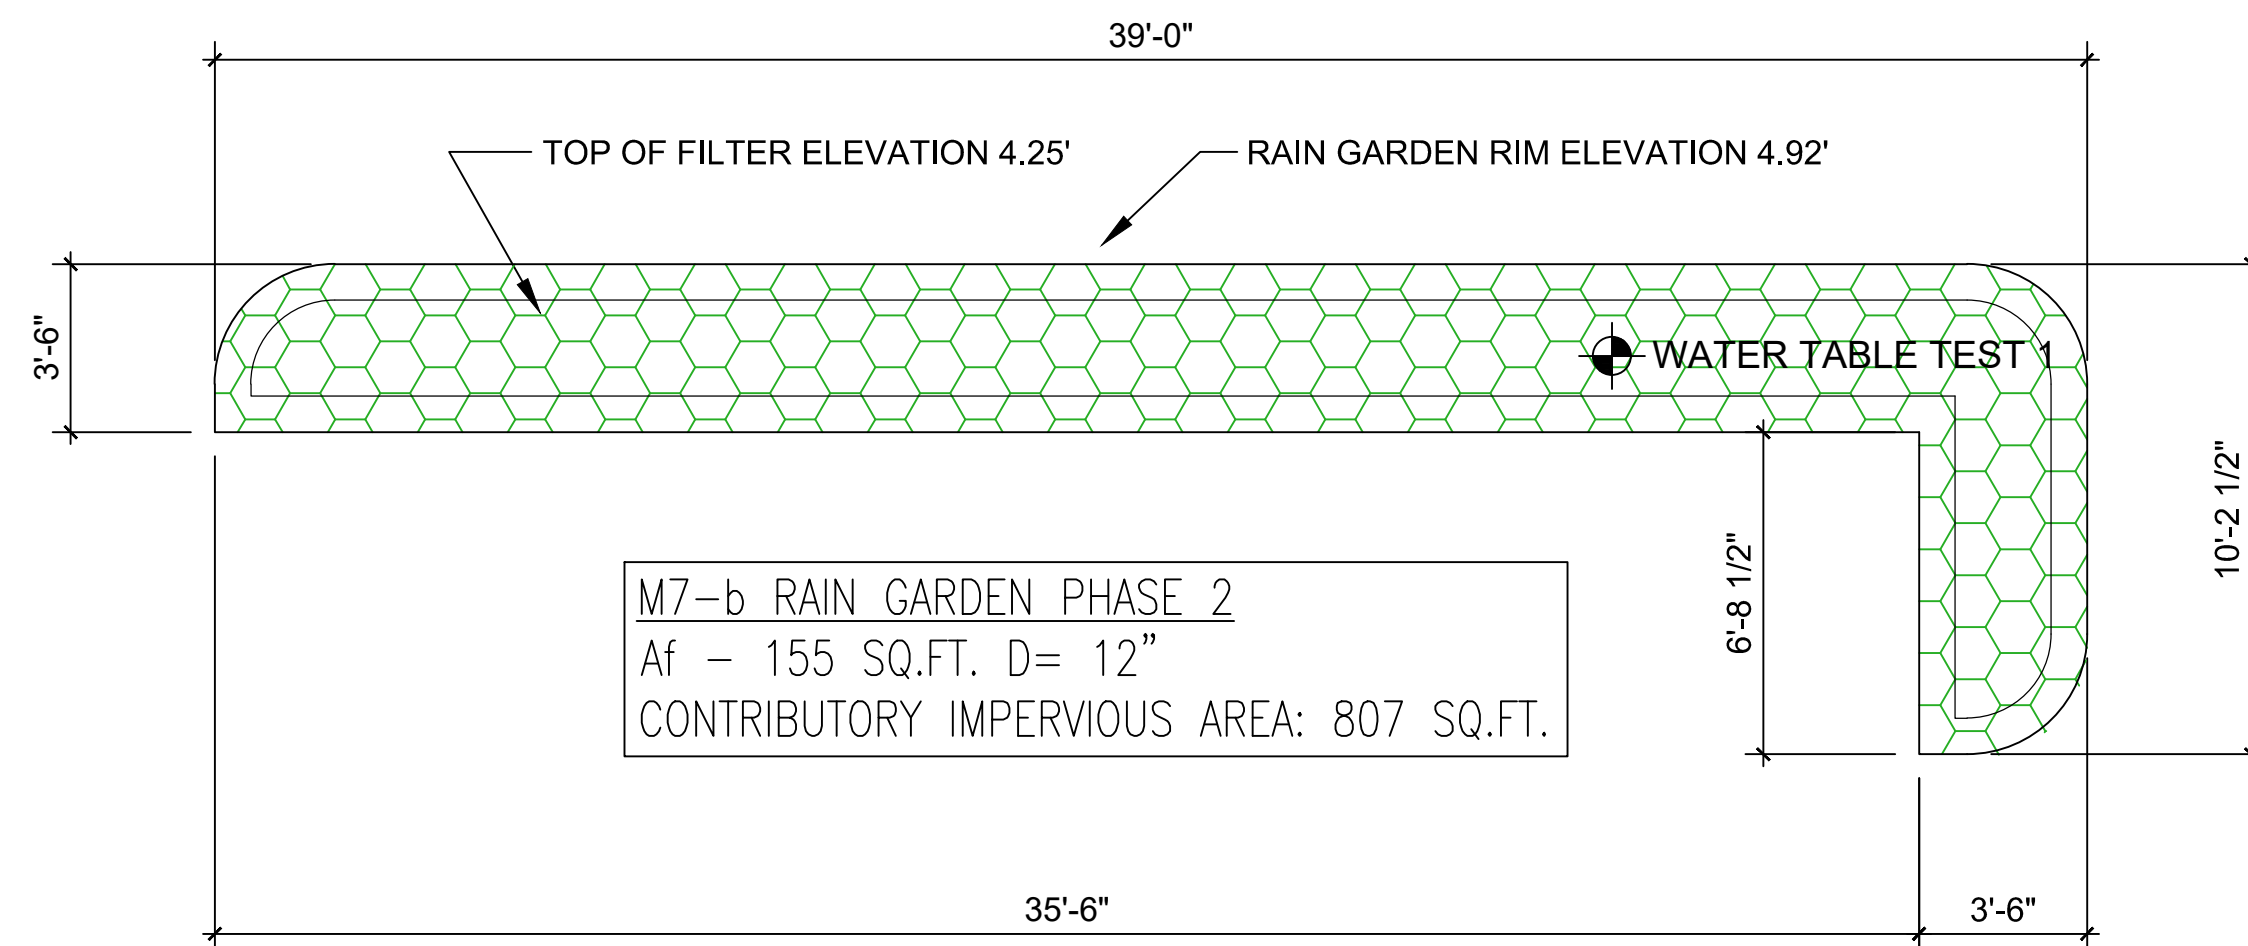 39'-0"
TOP OF FILTER ELEVATION 4.25'
RAIN GARDEN RIM ELEVATION 4.92'
3'-6"
WATER TABLE TEST 1
10'-2 1/2"
6'-8 1/2"
M7-b RAIN GARDEN PHASE 2
Af - 155 SQ.FT. D= 12"
CONTRIBUTORY IMPERVIOUS AREA: 807 SQ.FT.
35'-6"
3'-6"